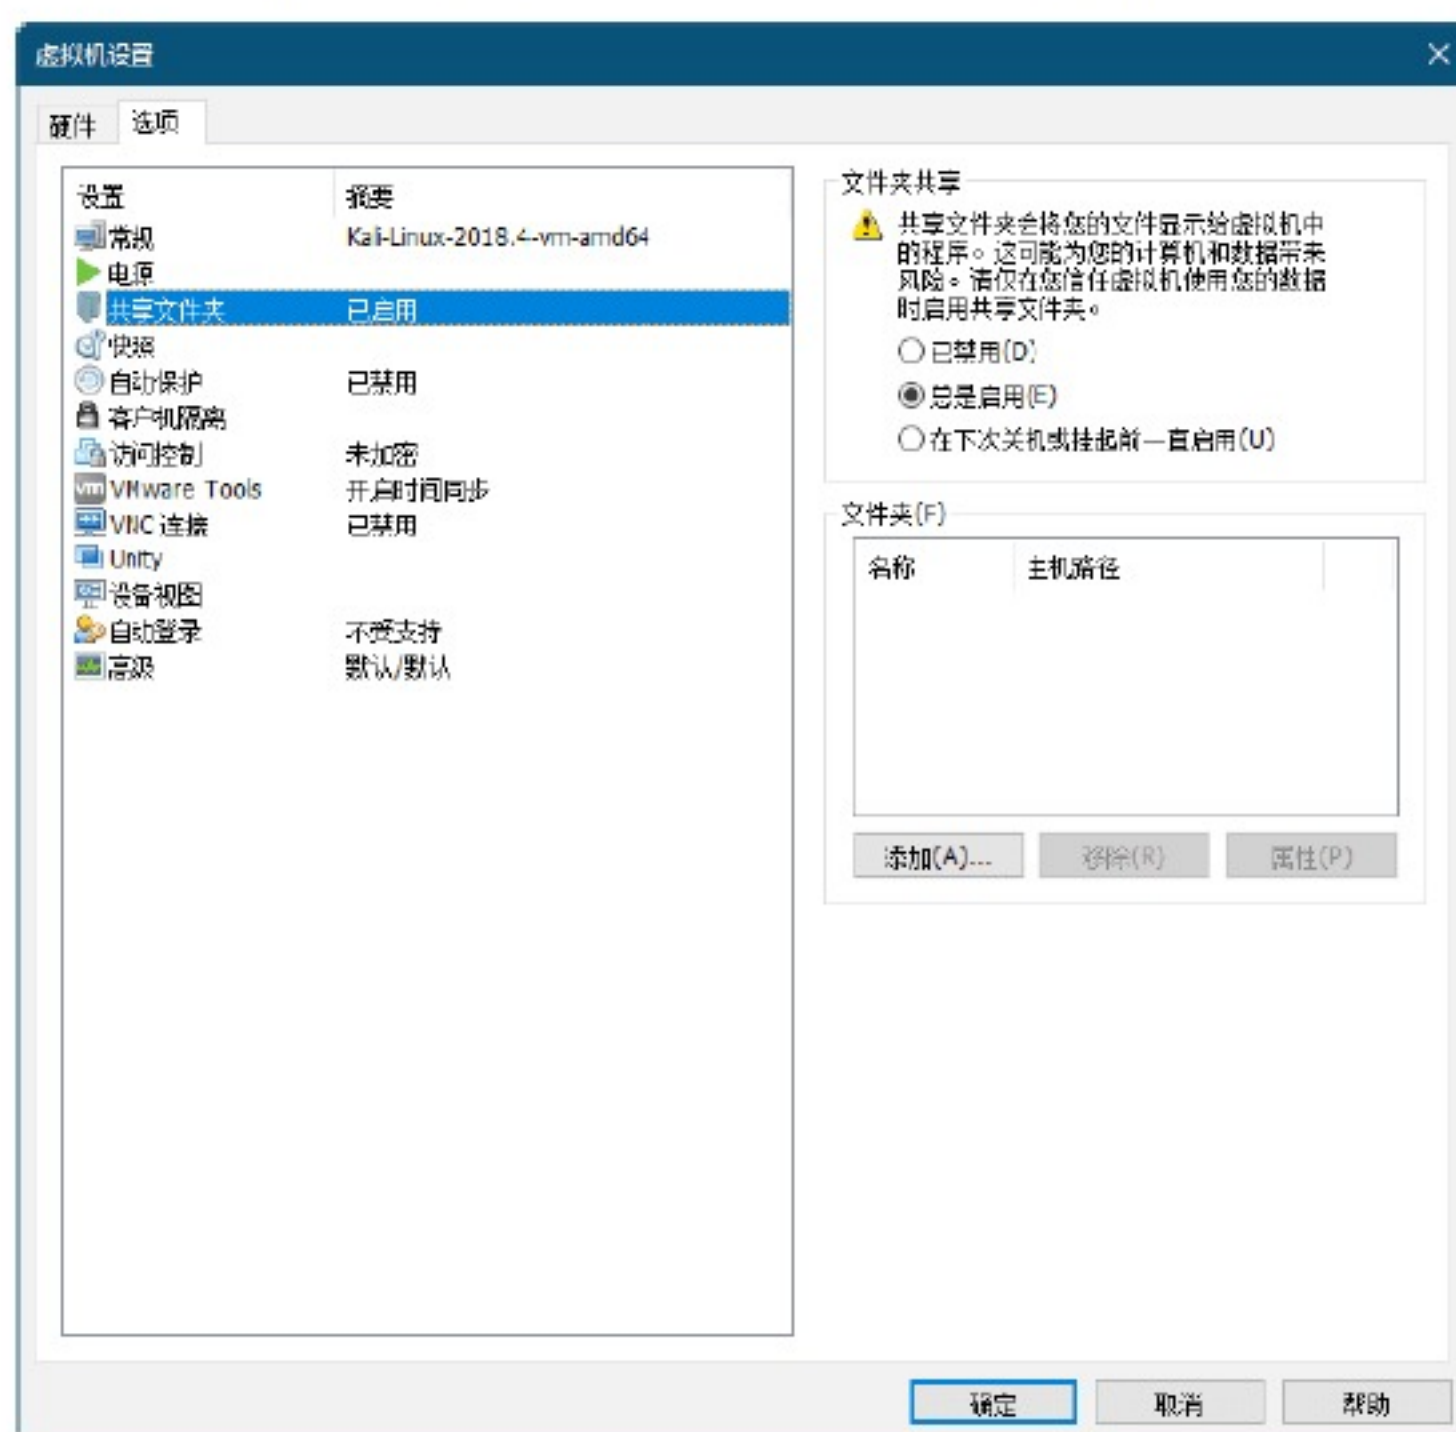 虚拟机设置
硬件 选项
设置 摘要
常规 Kali-Linux-2018.4-vm-amd64
电源
共享文件夹 已启用
快照
自动保护 已禁用
客户机隔离
访问控制 未加密
VMware Tools 开启时间同步
VNC 连接 已禁用
Unity
设备视图
自动登录 不受支持
高级 默认/默认
文件夹共享
共享文件夹会将您的文件显示给虚拟机中
的程序。这可能为您的计算机和数据带来
风险。请仅在您信任虚拟机使用您的数据
时启用共享文件夹。
已禁用(D)
总是启用(E)
在下次关机或挂起前一直启用(U)
文件夹(F)
名称 主机路径
添加(A)... 移除(R) 属性(P)
确定 取消 帮助